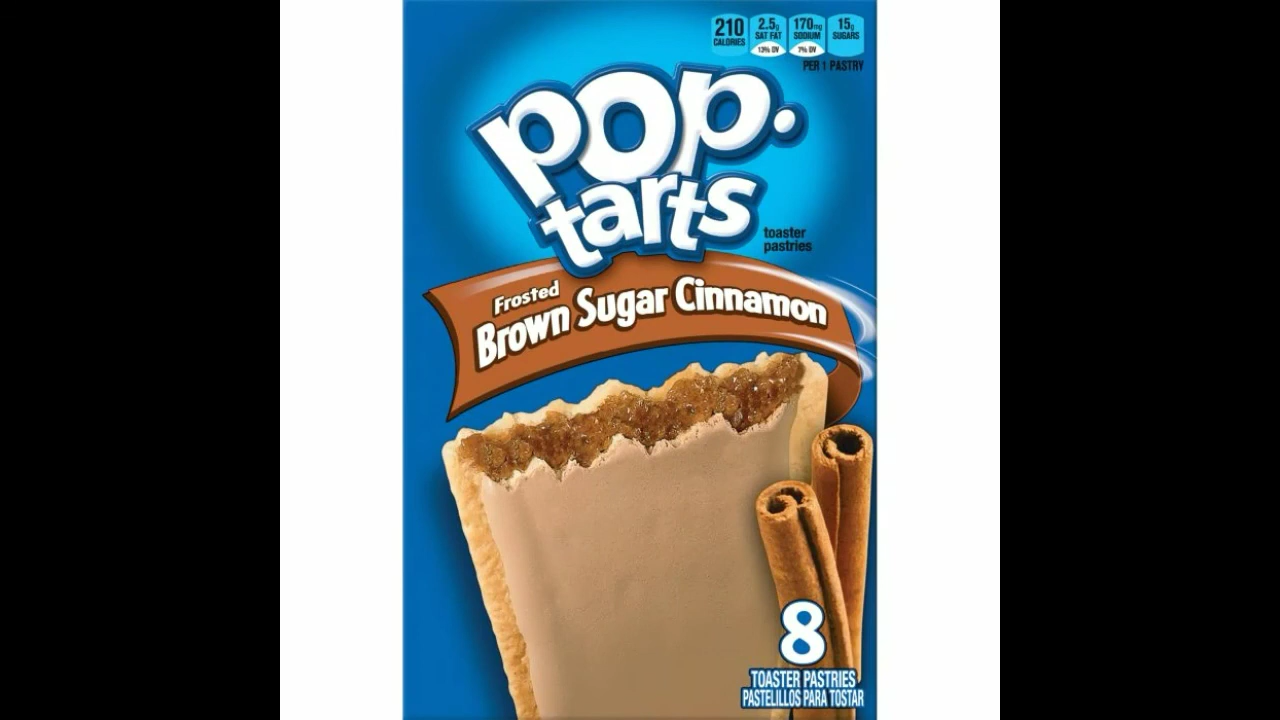 210 CALORIES
2.5g SAT FAT 13% DV
170mg SODIUM 7% DV
15g SUGARS
PER 1 PASTRY
pop.
tarts
toaster
pastries
Frosted
Brown Sugar Cinnamon
8
TOASTER PASTRIES
PASTELILLOS PARA TOSTAR